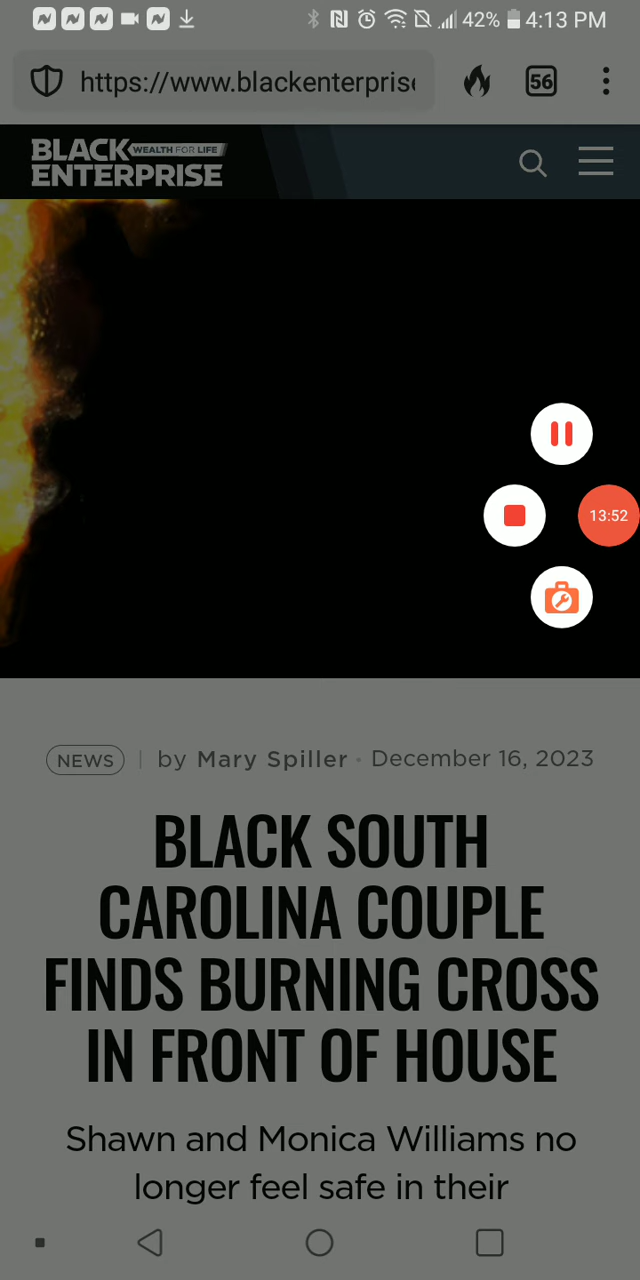 42% 4:13 PM
https://www.blackenterprise
56
BLACK WEALTH FOR LIFE
ENTERPRISE
13:52
NEWS | by Mary Spiller • December 16, 2023
BLACK SOUTH
CAROLINA COUPLE
FINDS BURNING CROSS
IN FRONT OF HOUSE
Shawn and Monica Williams no
longer feel safe in their